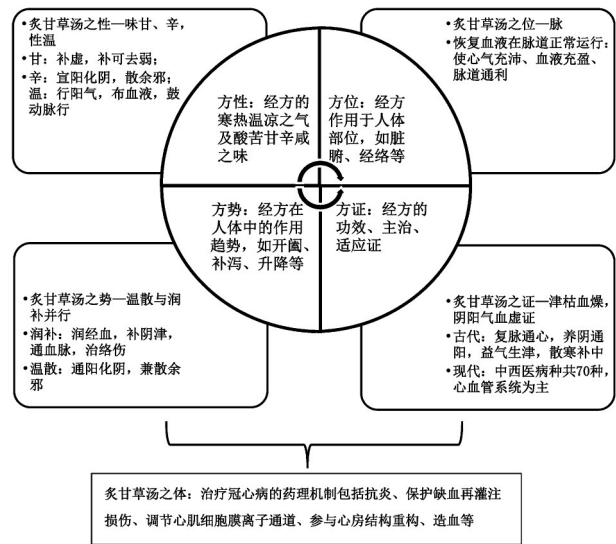 •炙甘草汤之性—味甘、辛,
性温
•甘：补虚，补可去弱；
•辛：宣阳化阴，散余邪；
温：行阳气，布血液，鼓
动脉行
•炙甘草汤之位—脉
•恢复血液在脉道正常运行：
使心气充沛、血液充盈、
脉道通利
方性：经方的
寒热温凉之气
及酸苦甘辛咸
之味
方位：经方
作用于人体
部位，如脏
腑、经络等
方势：经方在
人体中的作用
趋势，如开阖、
补泻、升降等
方证：经方的
功效、主治、
适应证
•炙甘草汤之势—温散与润
补并行
•润补：润经血，补阴津，
通血脉，治络伤
•温散：通阳化阴，兼散余
邪
•炙甘草汤之证—津枯血燥，
阴阳气血虚证
•古代：复脉通心，养阴通
阳，益气生津，散寒补中
•现代：中西医病种共70种，
心血管系统为主
炙甘草汤之体：治疗冠心病的药理机制包括抗炎、保护缺血再灌注
损伤、调节心肌细胞膜离子通道、参与心房结构重构、造血等